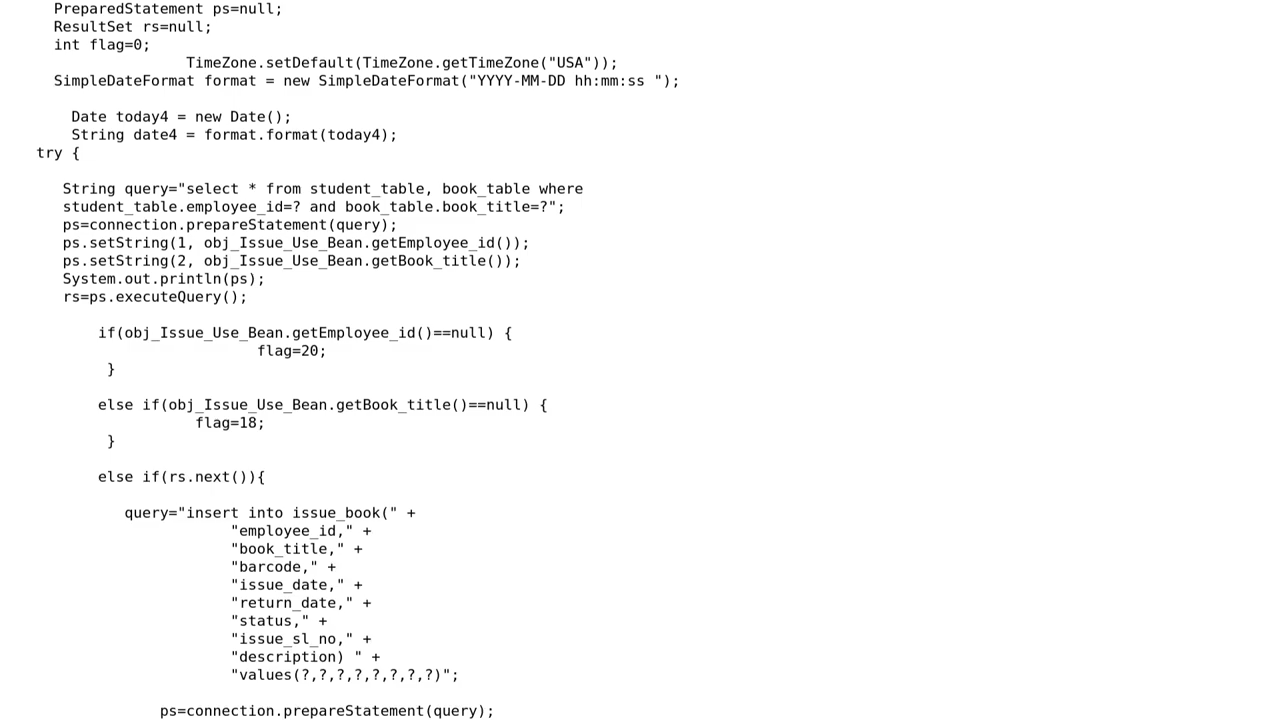 PreparedStatement ps=null;
ResultSet rs=null;
int flag=0;
TimeZone.setDefault(TimeZone.getTimeZone("USA"));
SimpleDateFormat format = new SimpleDateFormat("YYYY-MM-DD hh:mm:ss ");
Date today4 = new Date();
String date4 = format.format(today4);
try {
String query="select * from student_table, book_table where
student_table.employee_id=? and book_table.book_title=?";
ps=connection.prepareStatement(query);
ps.setString(1, obj_Issue_Use_Bean.getEmployee_id());
ps.setString(2, obj_Issue_Use_Bean.getBook_title());
System.out.println(ps);
rs=ps.executeQuery();
if(obj_Issue_Use_Bean.getEmployee_id()==null) {
flag=20;
}
else if(obj_Issue_Use_Bean.getBook_title()==null) {
flag=18;
}
else if(rs.next()){
query="insert into issue_book(" +
"employee_id," +
"book_title," +
"barcode," +
"issue_date," +
"return_date," +
"status," +
"issue_sl_no," +
"description) " +
"values(?,?,?,?,?,?,?,?)";
ps=connection.prepareStatement(query);